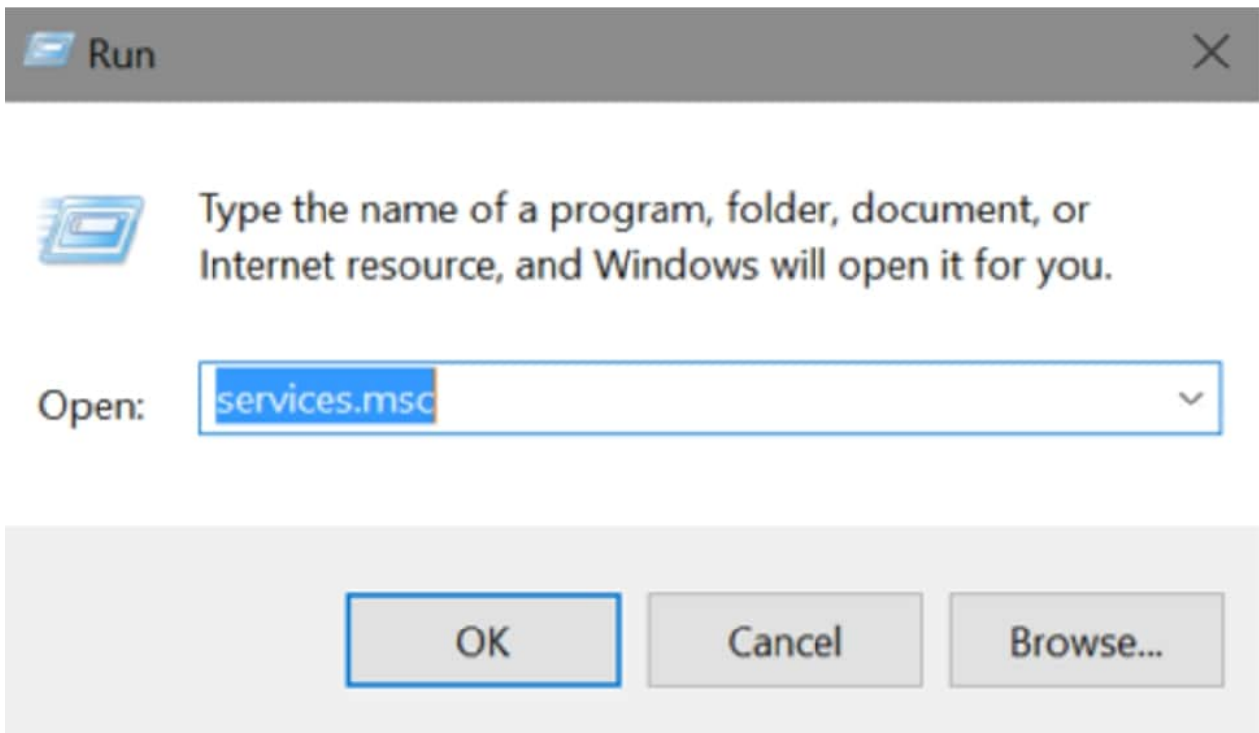 Run
Type the name of a program, folder, document, or
Internet resource, and Windows will open it for you.
Open: services.msc
OK Cancel Browse...